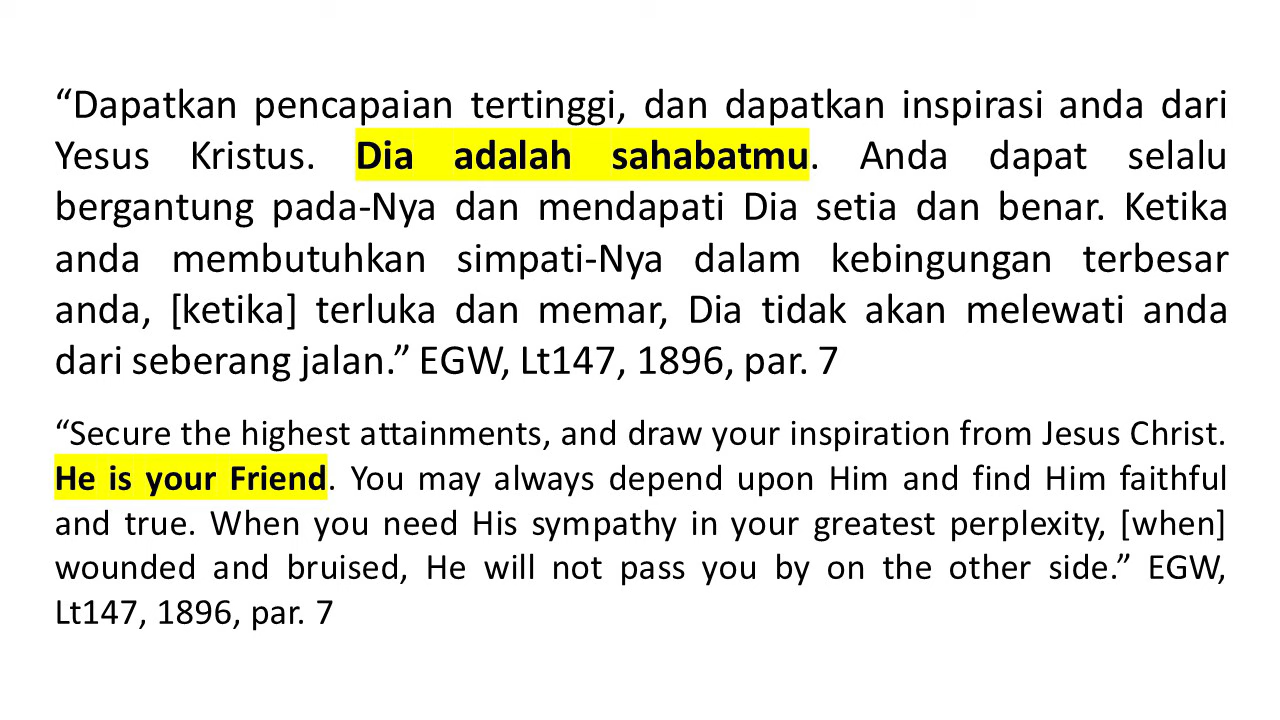 “Dapatkan pencapaian tertinggi, dan dapatkan inspirasi anda dari
Yesus Kristus. Dia adalah sahabatmu. Anda dapat selalu
bergantung pada-Nya dan mendapati Dia setia dan benar. Ketika
anda membutuhkan simpati-Nya dalam kebingungan terbesar
anda, [ketika] terluka dan memar, Dia tidak akan melewati anda
dari seberang jalan.” EGW, Lt147, 1896, par. 7
“Secure the highest attainments, and draw your inspiration from Jesus Christ.
He is your Friend. You may always depend upon Him and find Him faithful
and true. When you need His sympathy in your greatest perplexity, [when]
wounded and bruised, He will not pass you by on the other side.” EGW,
Lt147, 1896, par. 7